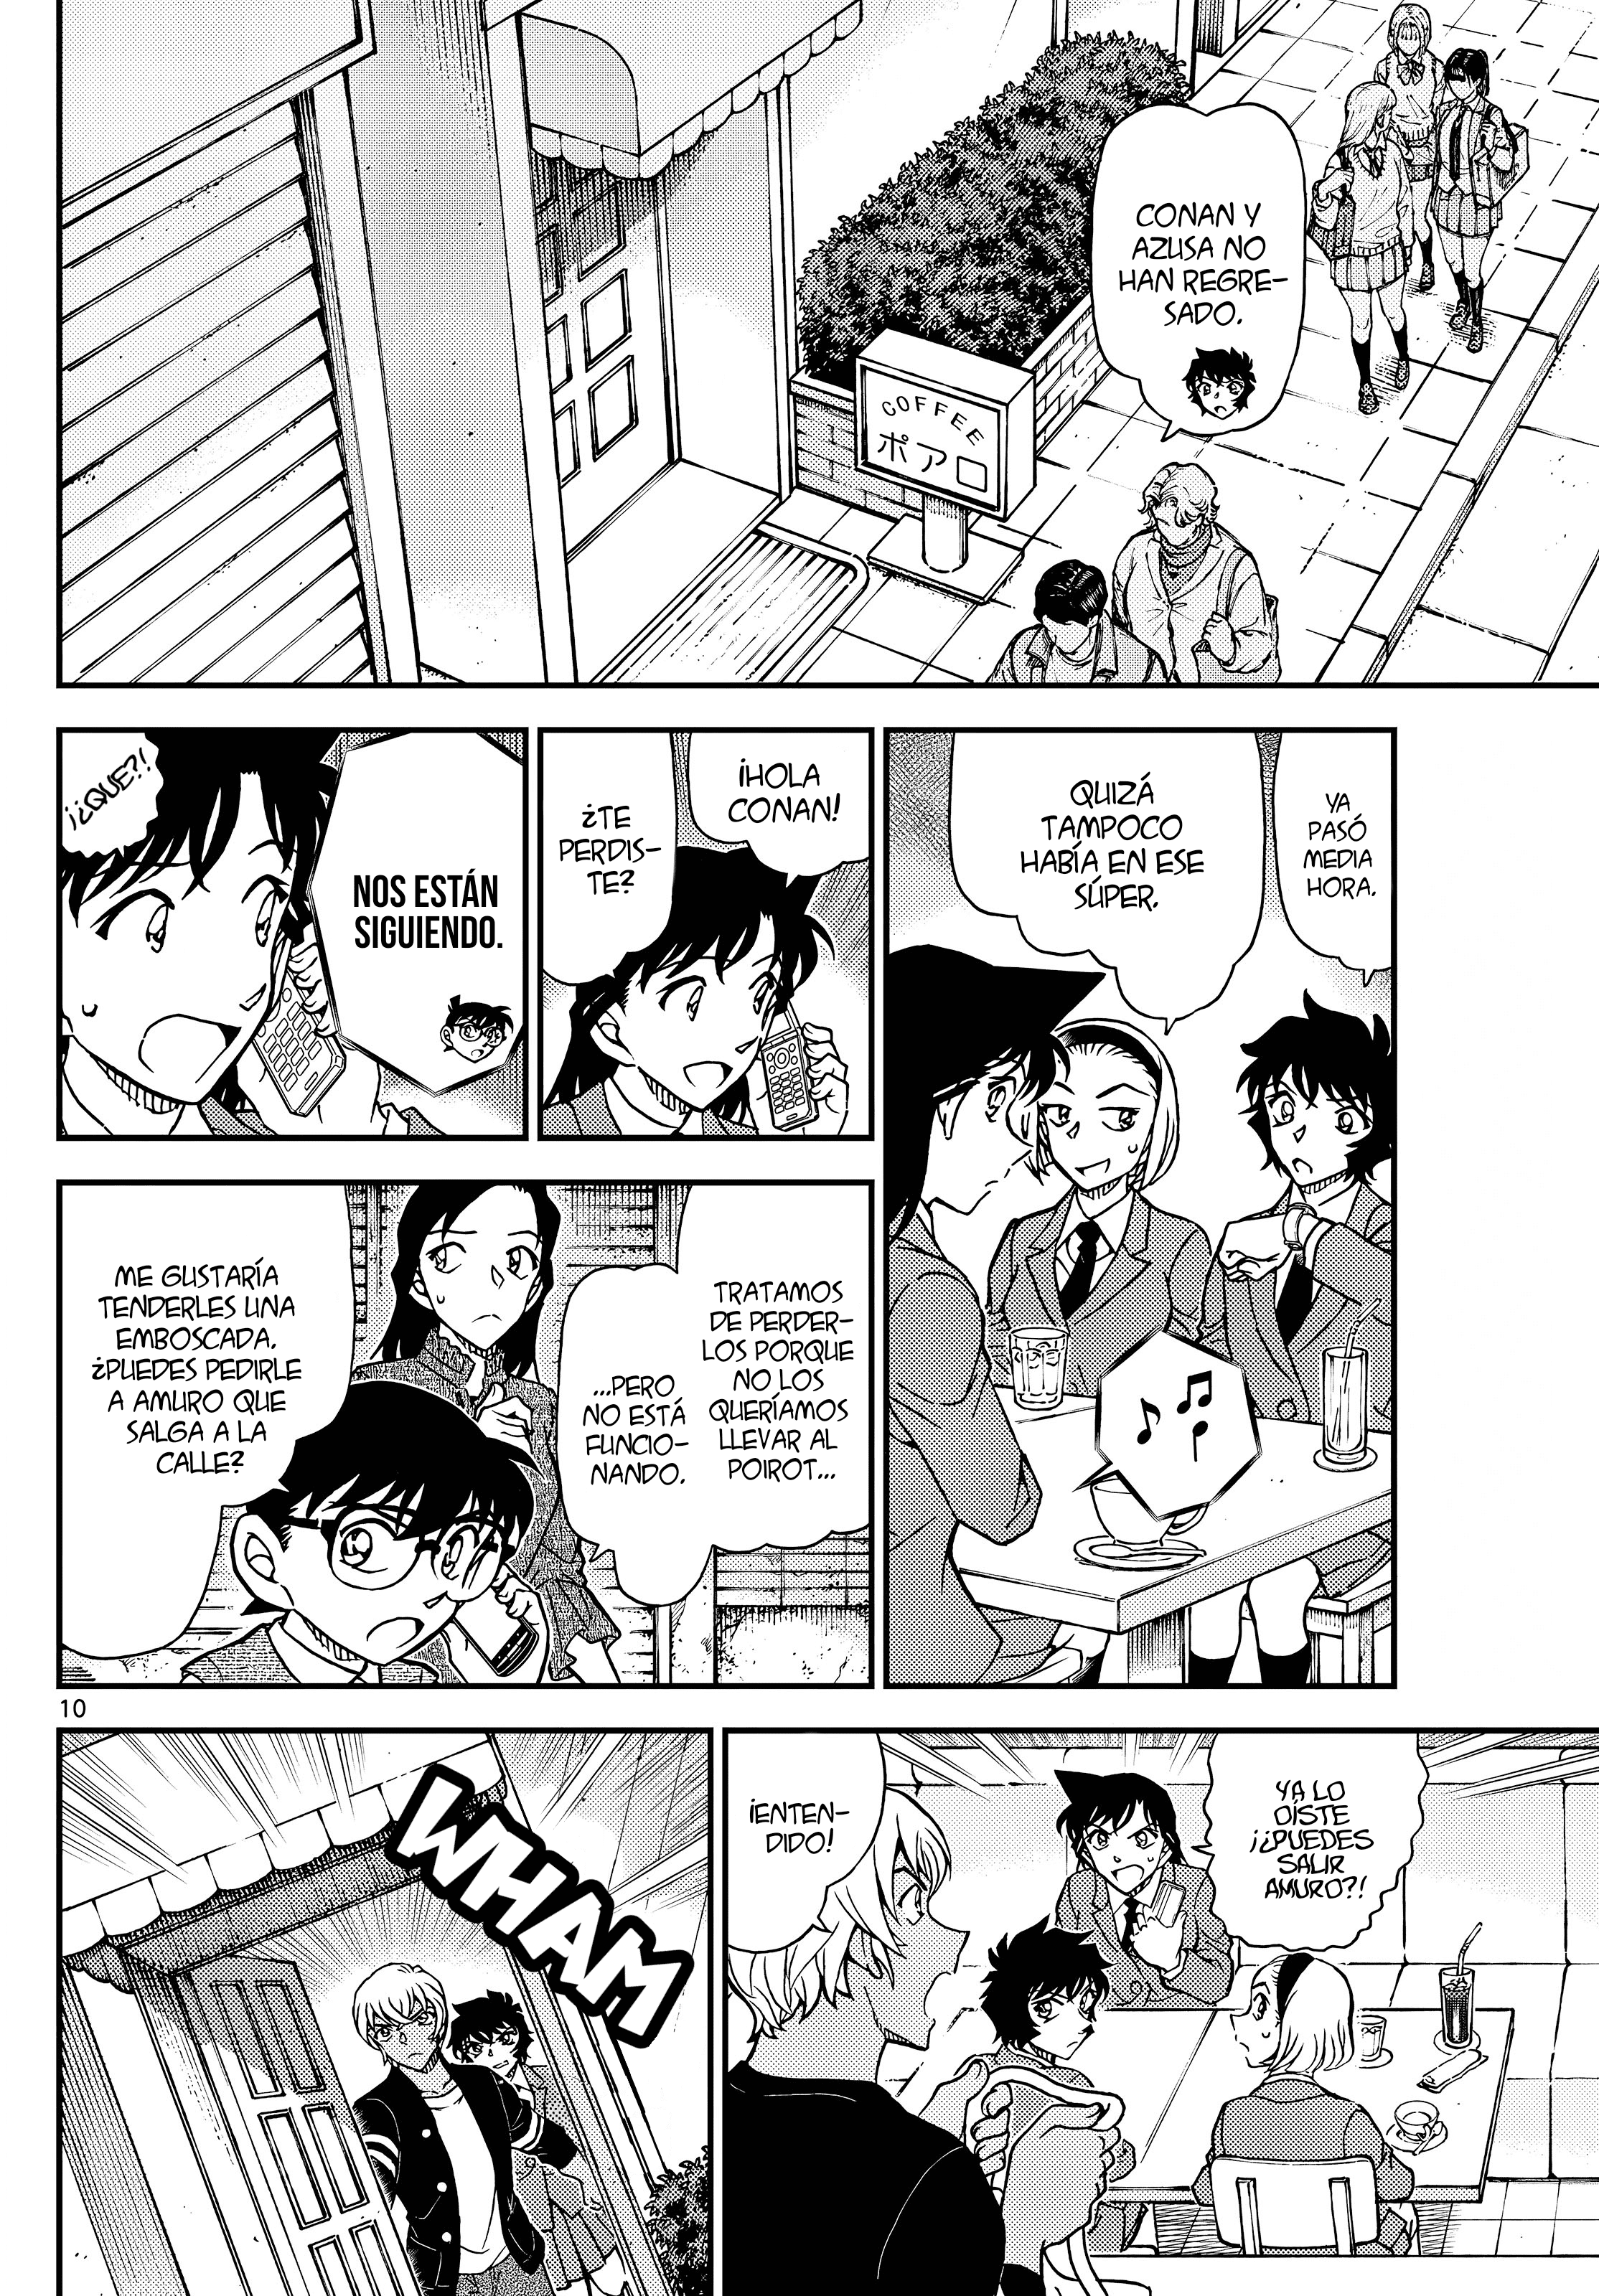 CONAN Y
AZUSA NO
HAN REGRE-
SADO.
COFFEE
ポアロ
YA
PASÓ
MEDIA
HORA.
QUIZÁ
TAMPOCO
HABÍA EN ESE
SÚPER.
¡HOLA
CONAN!
¿TE
PERDIS-
TE?
NOS ESTÁN
SIGUIENDO.
¡¿QUE?!
TRATAMOS
DE PERDER-
LOS PORQUE
NO LOS
QUERÍAMOS
LLEVAR AL
POIROT...
...PERO
NO ESTÁ
FUNCIO-
NANDO.
ME GUSTARÍA
TENDERLES UNA
EMBOSCADA.
¿PUEDES PEDIRLE
A AMURO QUE
SALGA A LA
CALLE?
10
YA LO
OÍSTE
¡¿PUEDES
SALIR
AMURO?!
¡ENTEN-
DIDO!
WHAM